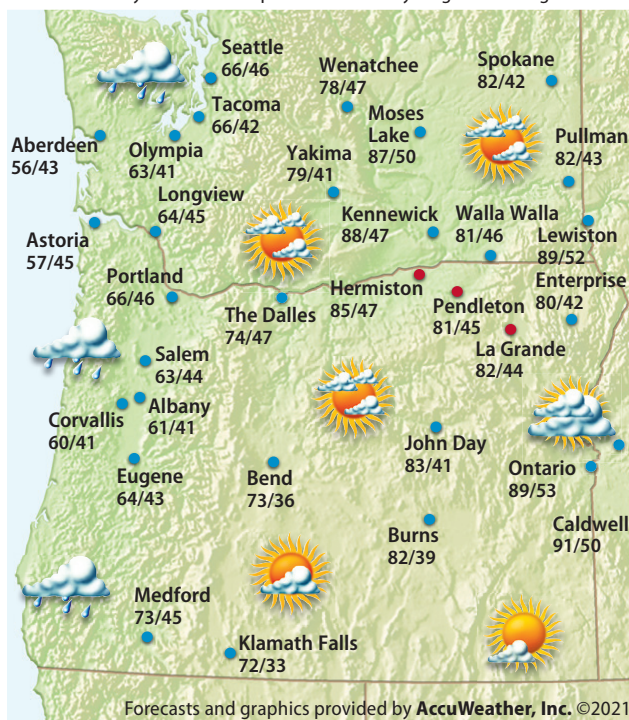 Seattle
66/46
Wenatchee
78/47
Spokane
82/42
Tacoma
66/42
Moses
Lake
87/50
Aberdeen
56/43
Olympia
63/41
Yakima
79/41
Pullman
82/43
Longview
64/45
Kennewick
88/47
Walla Walla
81/46
Lewiston
89/52
Astoria
57/45
Portland
66/46
The Dalles
74/47
Hermiston
85/47
Pendleton
81/45
Enterprise
80/42
La Grande
82/44
Salem
63/44
Corvallis
60/41
Albany
61/41
John Day
83/41
Ontario
89/53
Eugene
64/43
Bend
73/36
Burns
82/39
Caldwell
91/50
Medford
73/45
Klamath Falls
72/33
Forecasts and graphics provided by AccuWeather, Inc. ©2021